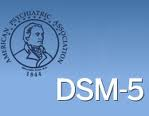 AMERICAN PSYCHIATRIC ASSOCIATION
1844
DSM-5